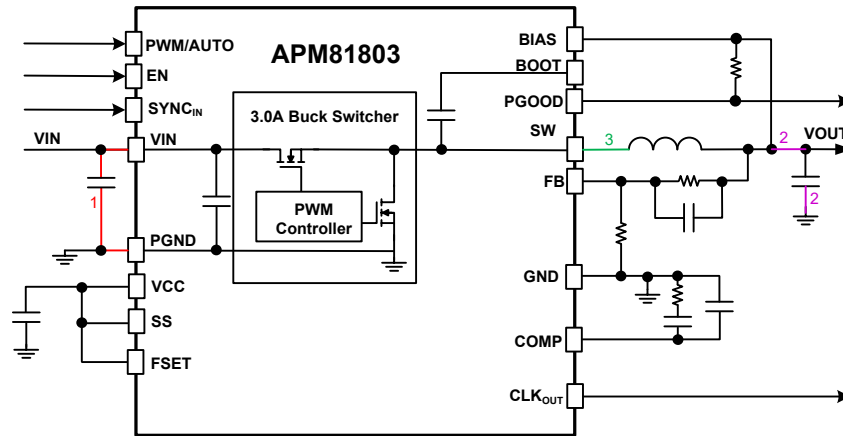 APM81803
PWM/AUTO
EN
SYNCIN
VIN
VIN
1
PGND
VCC
SS
FSET
3.0A Buck Switcher
PWM
Controller
BIAS
BOOT
PGOOD
SW
3
2
VOUT
FB
2
GND
COMP
CLKOUT